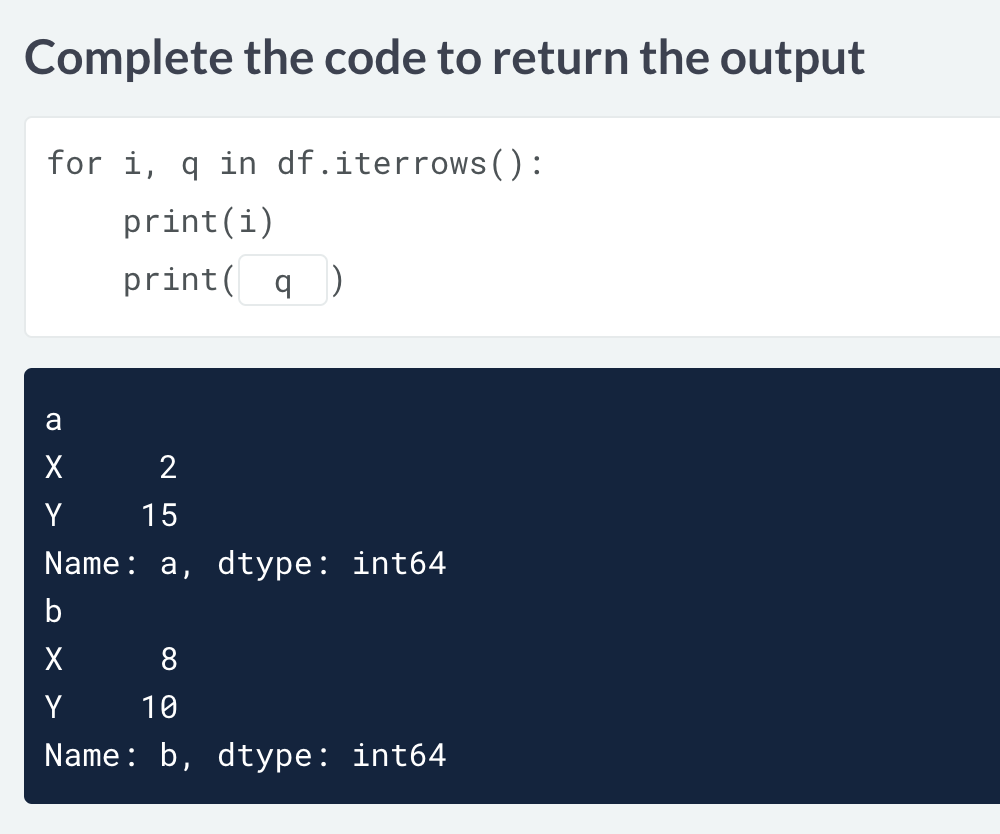 Complete the code to return the output
for i, q in df.iterrows():
    print(i)
    print( q )
a
X     2
Y    15
Name: a, dtype: int64
b
X     8
Y    10
Name: b, dtype: int64